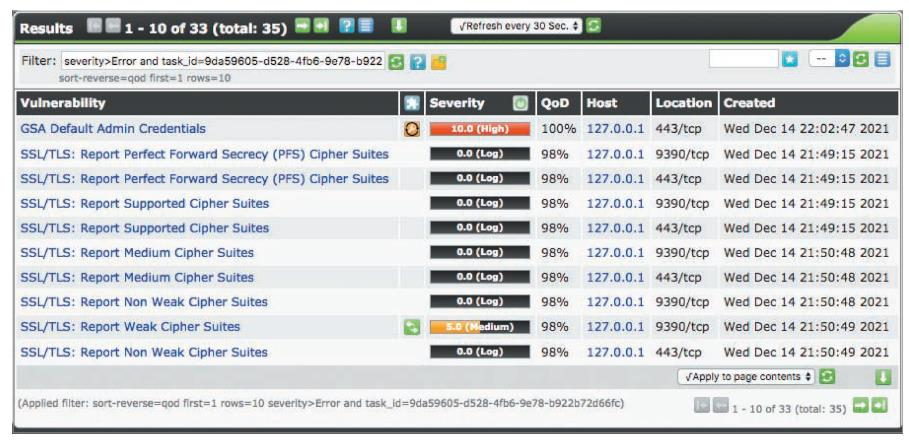 Results 1 - 10 of 33 (total: 35) √Refresh every 30 Sec.
Filter: severity>Error and task_id=9da59605-d528-4fb6-9e78-b922 --
sort-reverse=qod first=1 rows=10
Vulnerability Severity QoD Host Location Created
GSA Default Admin Credentials 10.0 (High) 100% 127.0.0.1 443/tcp Wed Dec 14 22:02:47 2021
SSL/TLS: Report Perfect Forward Secrecy (PFS) Cipher Suites 0.0 (Log) 98% 127.0.0.1 9390/tcp Wed Dec 14 21:49:15 2021
SSL/TLS: Report Perfect Forward Secrecy (PFS) Cipher Suites 0.0 (Log) 98% 127.0.0.1 443/tcp Wed Dec 14 21:49:15 2021
SSL/TLS: Report Supported Cipher Suites 0.0 (Log) 98% 127.0.0.1 9390/tcp Wed Dec 14 21:49:15 2021
SSL/TLS: Report Supported Cipher Suites 0.0 (Log) 98% 127.0.0.1 443/tcp Wed Dec 14 21:49:15 2021
SSL/TLS: Report Medium Cipher Suites 0.0 (Log) 98% 127.0.0.1 9390/tcp Wed Dec 14 21:50:48 2021
SSL/TLS: Report Medium Cipher Suites 0.0 (Log) 98% 127.0.0.1 443/tcp Wed Dec 14 21:50:48 2021
SSL/TLS: Report Non Weak Cipher Suites 0.0 (Log) 98% 127.0.0.1 9390/tcp Wed Dec 14 21:50:48 2021
SSL/TLS: Report Weak Cipher Suites 5.0 (Medium) 98% 127.0.0.1 9390/tcp Wed Dec 14 21:50:49 2021
SSL/TLS: Report Non Weak Cipher Suites 0.0 (Log) 98% 127.0.0.1 443/tcp Wed Dec 14 21:50:49 2021
√Apply to page contents
(Applied filter: sort-reverse=qod first=1 rows=10 severity>Error and task_id=9da59605-d528-4fb6-9e78-b922b72d66fc) 1 - 10 of 33 (total: 35)